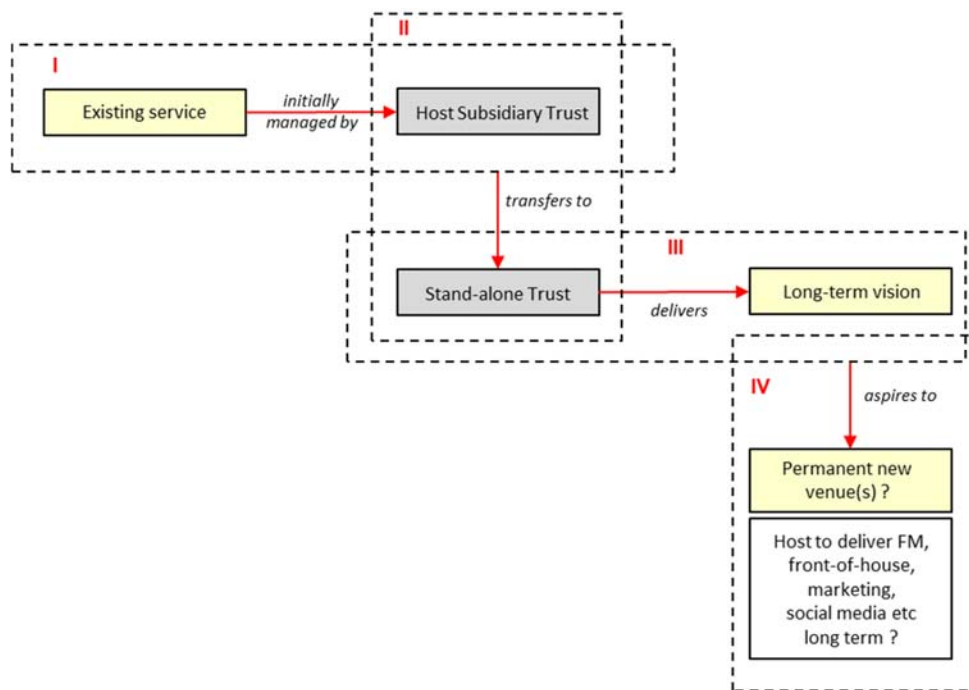 II
I
Existing service
initially
managed by
Host Subsidiary Trust
transfers to
III
Stand-alone Trust
delivers
Long-term vision
IV
aspires to
Permanent new
venue(s) ?
Host to deliver FM,
front-of-house,
marketing,
social media etc
long term ?